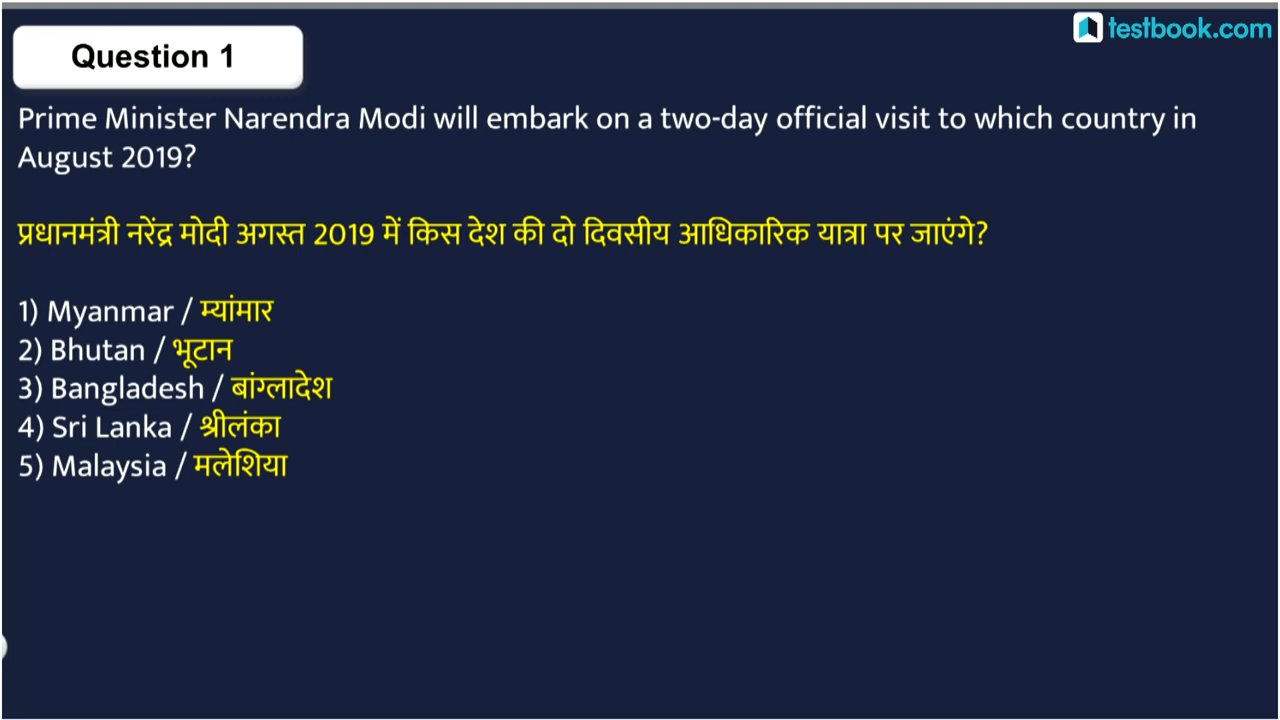 testbook.com
Question 1
Prime Minister Narendra Modi will embark on a two-day official visit to which country in
August 2019?
प्रधानमंत्री नरेंद्र मोदी अगस्त 2019 में किस देश की दो दिवसीय आधिकारिक यात्रा पर जाएंगे?
1) Myanmar / म्यांमार
2) Bhutan / भूटान
3) Bangladesh / बांग्लादेश
4) Sri Lanka / श्रीलंका
5) Malaysia / मलेशिया